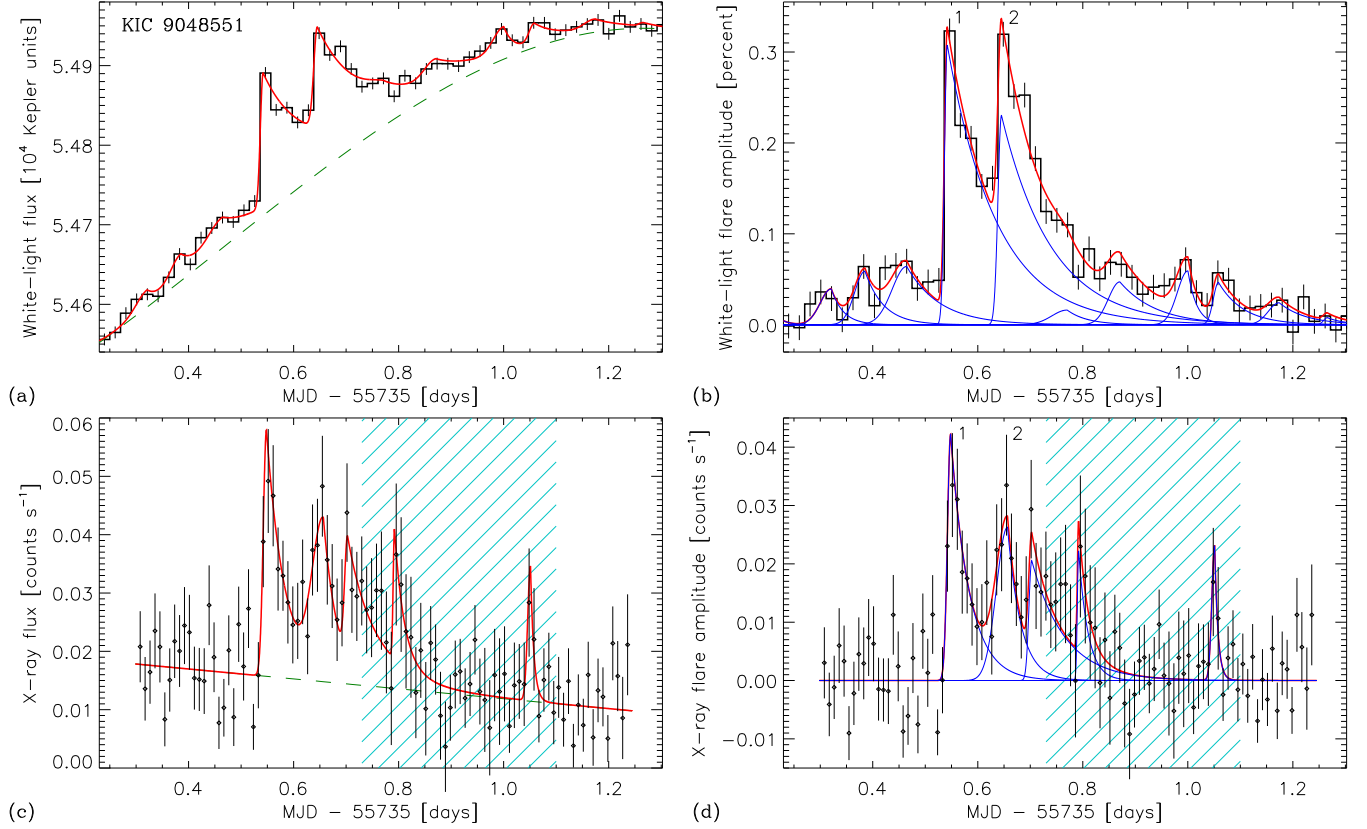 KIC 9048551
White-light flux [10⁴ Kepler units]
5.49
5.48
5.47
5.46
0.4 0.6 0.8 1.0 1.2
MJD - 55735 [days]
(a)
1 2
White-light flare amplitude [percent]
0.3
0.2
0.1
0.0
0.4 0.6 0.8 1.0 1.2
MJD - 55735 [days]
(b)
X-ray flux [counts s⁻¹]
0.06
0.05
0.04
0.03
0.02
0.01
0.00
0.4 0.6 0.8 1.0 1.2
MJD - 55735 [days]
(c)
1 2
X-ray flare amplitude [counts s⁻¹]
0.04
0.03
0.02
0.01
0.00
-0.01
0.4 0.6 0.8 1.0 1.2
MJD - 55735 [days]
(d)